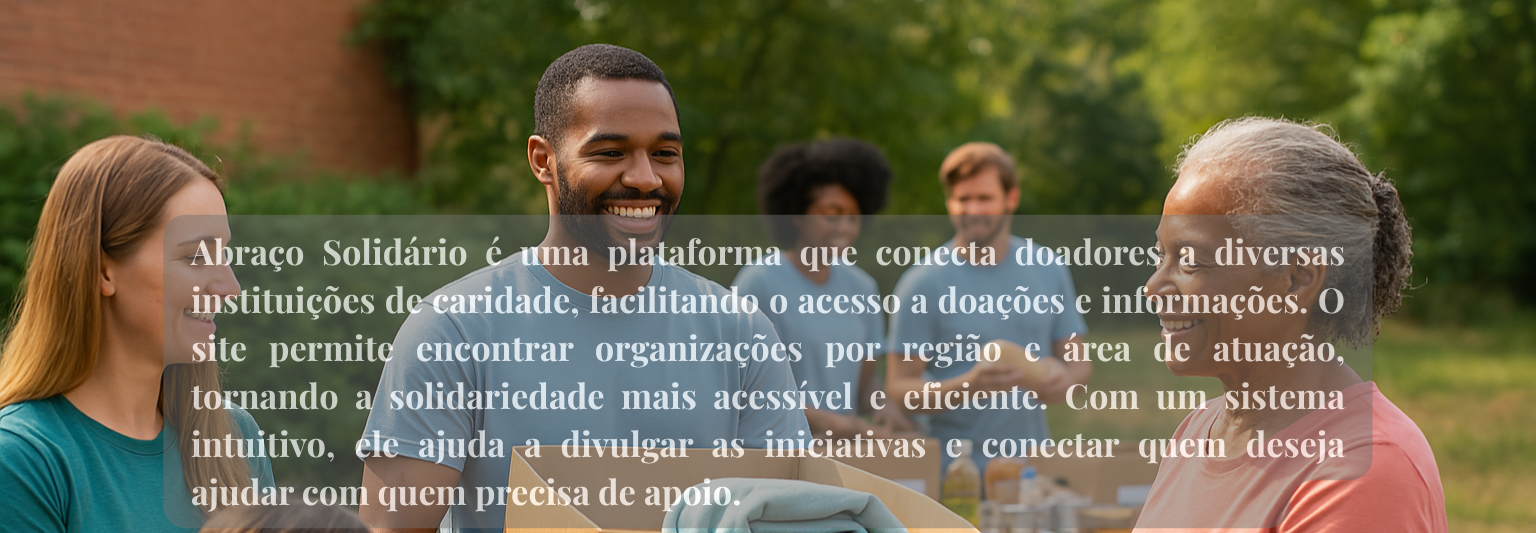 Abraço Solidário é uma plataforma que conecta doadores a diversas
instituições de caridade, facilitando o acesso a doações e informações. O
site permite encontrar organizações por região e área de atuação,
tornando a solidariedade mais acessível e eficiente. Com um sistema
intuitivo, ele ajuda a divulgar as iniciativas e conectar quem deseja
ajudar com quem precisa de apoio.